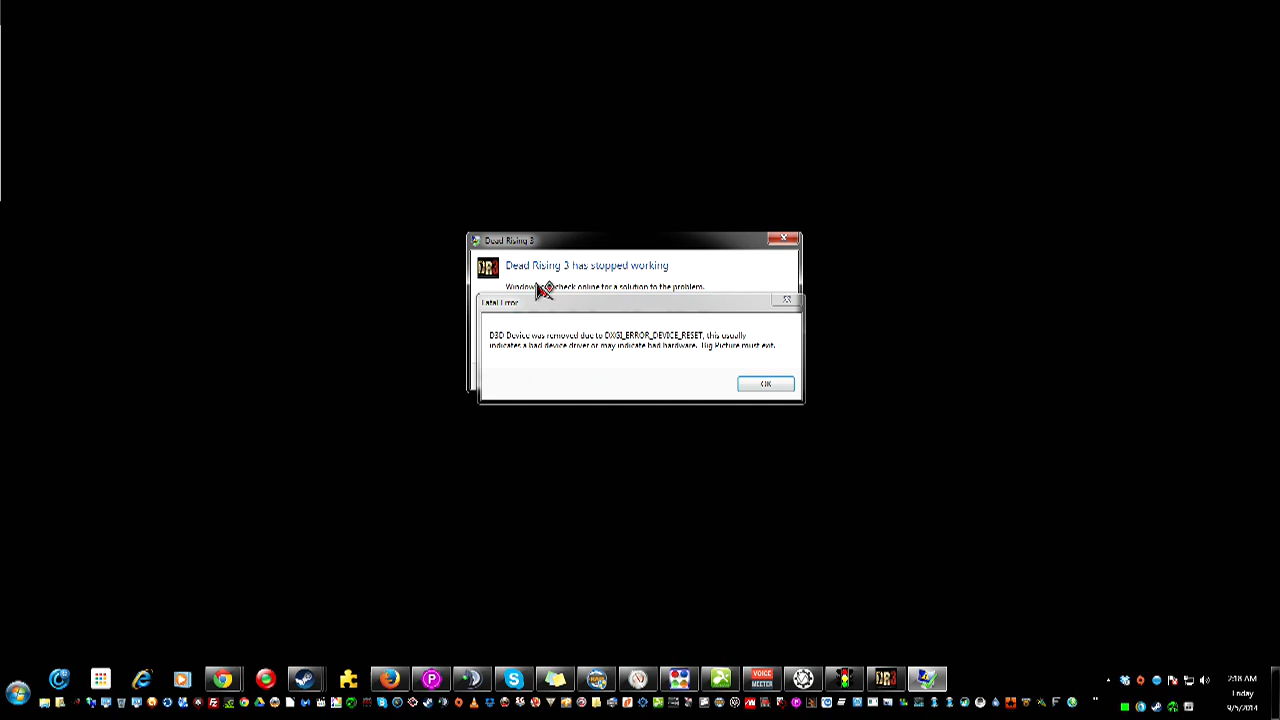 Dead Rising 3
DR3
Dead Rising 3 has stopped working
check online for a solution to the problem.
Fatal Error
D3D Device was removed due to DXGI_ERROR_DEVICE_RESET, this usually
indicates a bad device driver or may indicate bad hardware. Big Picture must exit.
OK
VOICE
MEETER
DR3
2:18 AM
Friday
9/5/2014